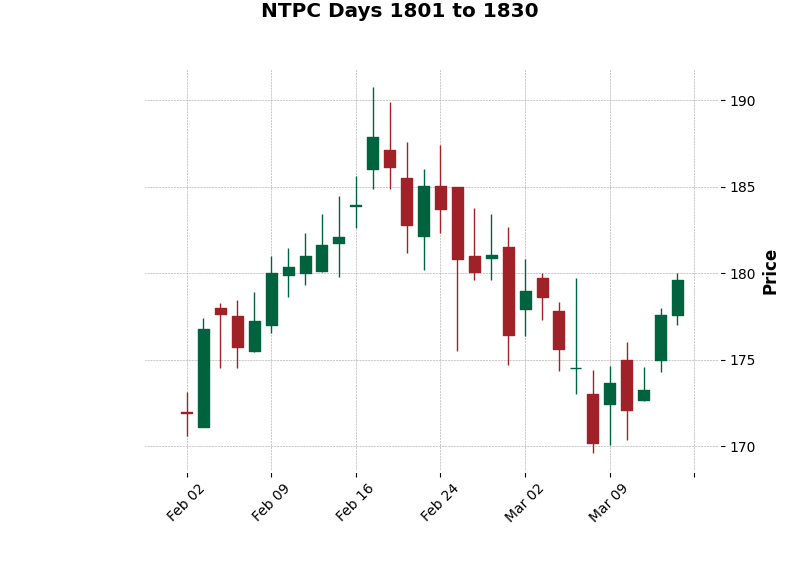 NTPC Days 1801 to 1830
190
185
180
175
170
Price
Feb 02
Feb 09
Feb 16
Feb 24
Mar 02
Mar 09